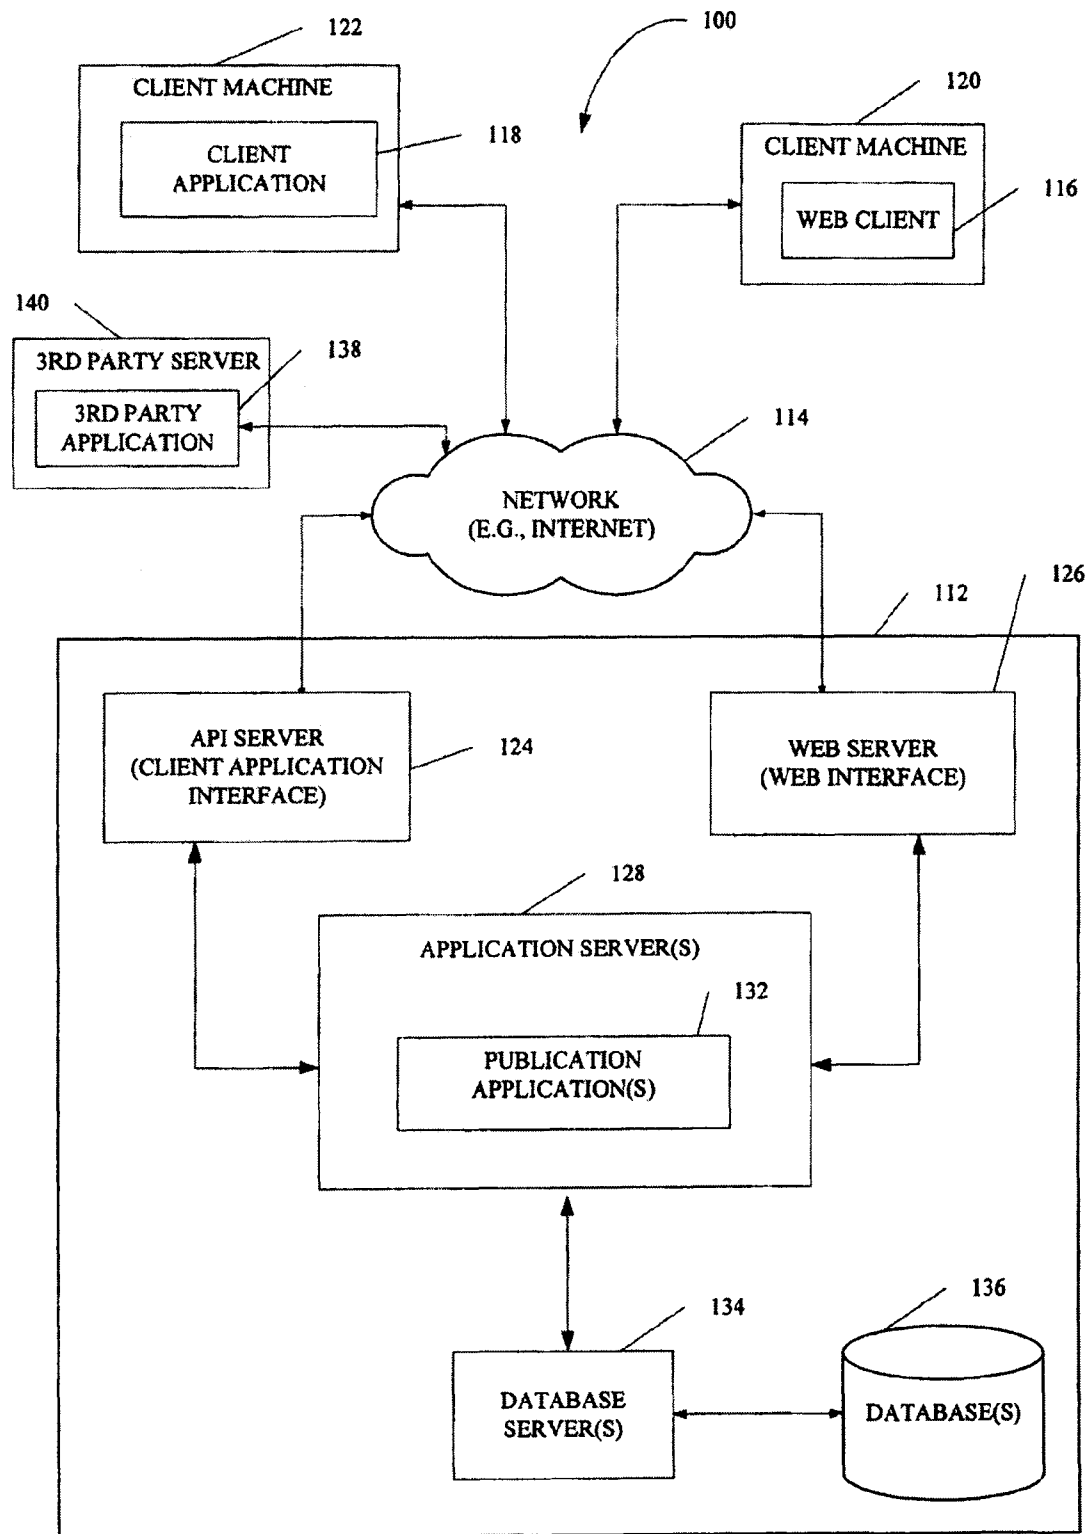 100
122
CLIENT MACHINE
118
CLIENT
APPLICATION
120
CLIENT MACHINE
116
WEB CLIENT
140
3RD PARTY SERVER
138
3RD PARTY
APPLICATION
114
NETWORK
(E.G., INTERNET)
112
126
API SERVER
(CLIENT APPLICATION
INTERFACE)
124
WEB SERVER
(WEB INTERFACE)
128
APPLICATION SERVER(S)
132
PUBLICATION
APPLICATION(S)
134
DATABASE
SERVER(S)
136
DATABASE(S)